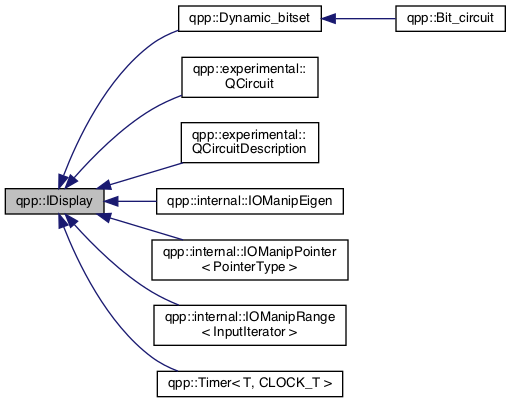 qpp::Dynamic_bitset
qpp::Bit_circuit
qpp::experimental::
QCircuit
qpp::experimental::
QCircuitDescription
qpp::IDisplay
qpp::internal::IOManipEigen
qpp::internal::IOManipPointer
< PointerType >
qpp::internal::IOManipRange
< InputIterator >
qpp::Timer< T, CLOCK_T >